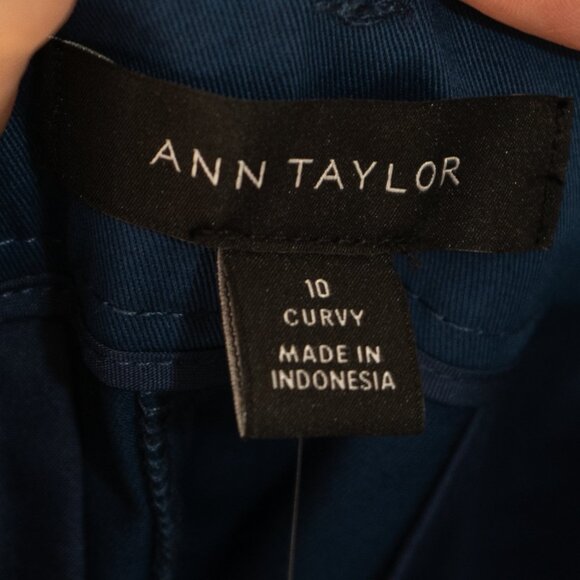 ANN TAYLOR
10
CURVY
MADE IN
INDONESIA